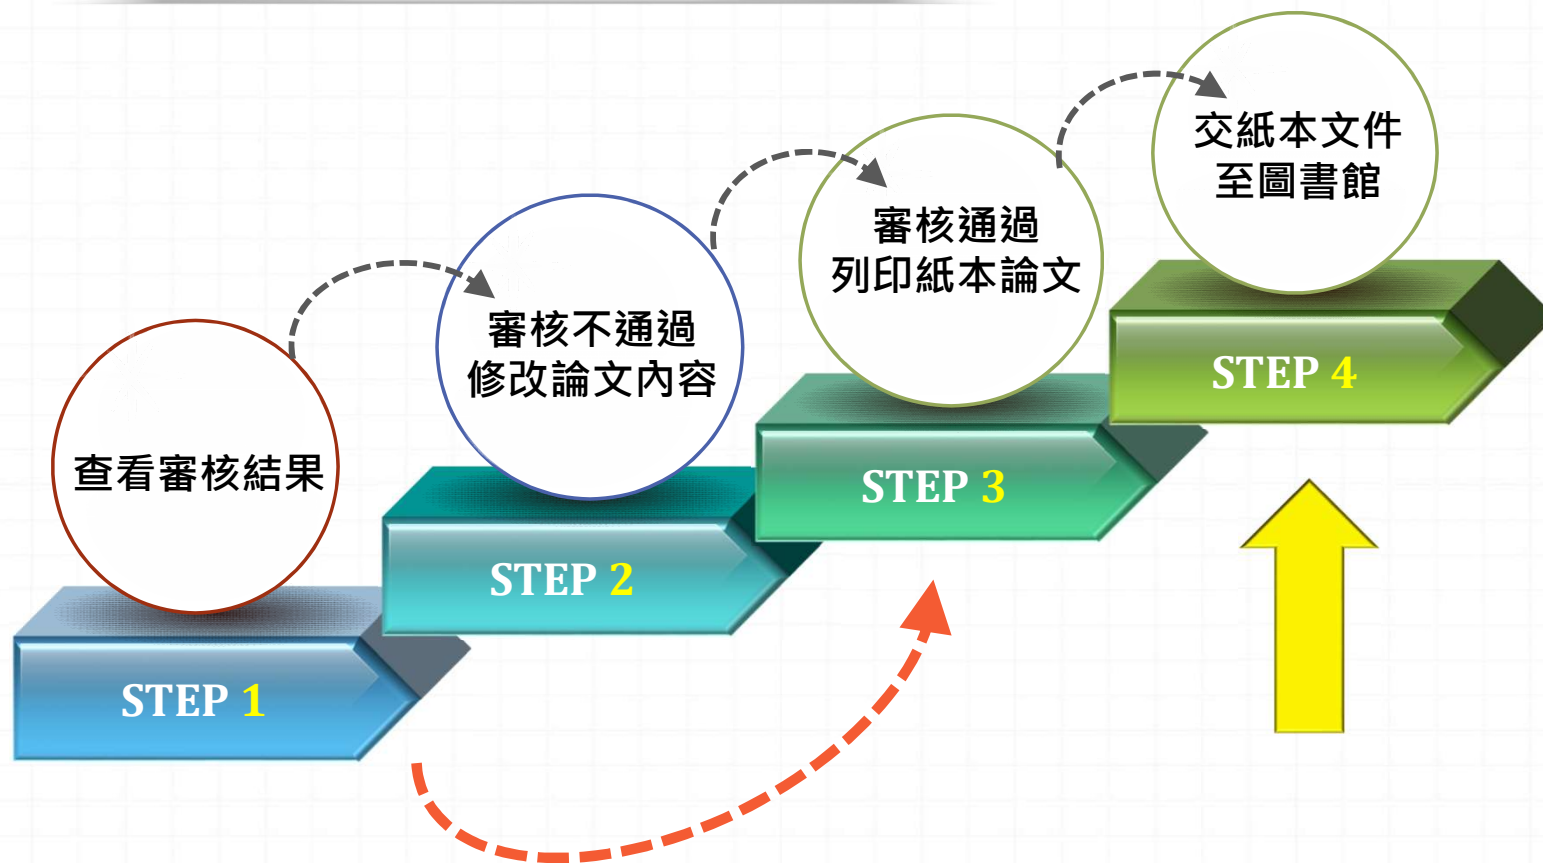 查看審核結果
STEP 1
審核不通過
修改論文內容
STEP 2
審核通過
列印紙本論文
STEP 3
交紙本文件
至圖書館
STEP 4